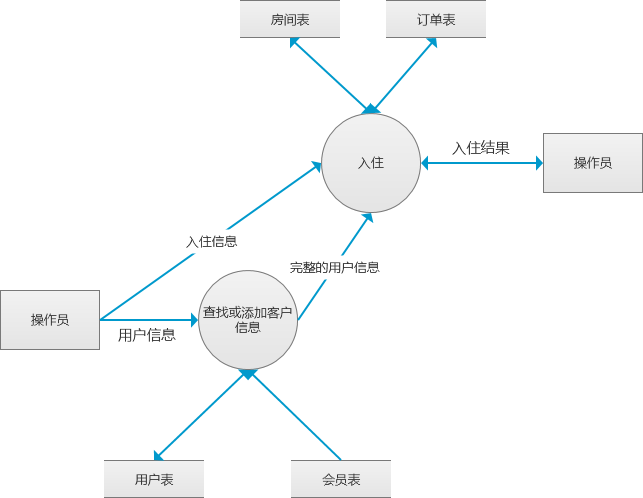 房间表
订单表
入住结果
入住
操作员
入住信息
完整的用户信息
操作员
查找或添加客户
信息
用户信息
用户表
会员表